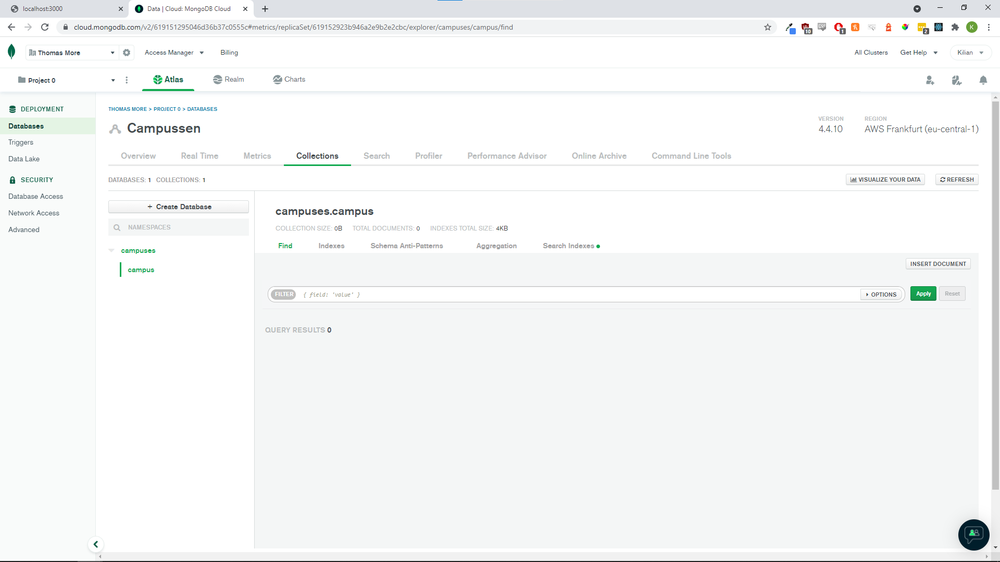 localhost:3000
Data | Cloud: MongoDB Cloud
cloud.mongodb.com/v2/619151295046d36b37c0555c#metrics/replicaSet/619152923b946a2e9b2e2cbc/explorer/campuses/campus/find
10
1
2
K
Thomas More
Access Manager
Billing
All Clusters
Get Help
Kilian
Project 0
Atlas
Realm
Charts
DEPLOYMENT
Databases
Triggers
Data Lake
SECURITY
Database Access
Network Access
Advanced
THOMAS MORE > PROJECT 0 > DATABASES
Campussen
VERSION
4.4.10
REGION
AWS Frankfurt (eu-central-1)
Overview
Real Time
Metrics
Collections
Search
Profiler
Performance Advisor
Online Archive
Command Line Tools
DATABASES: 1 COLLECTIONS: 1
VISUALIZE YOUR DATA
REFRESH
+ Create Database
NAMESPACES
campuses
campus
campuses.campus
COLLECTION SIZE: 0B TOTAL DOCUMENTS: 0 INDEXES TOTAL SIZE: 4KB
Find
Indexes
Schema Anti-Patterns
Aggregation
Search Indexes
INSERT DOCUMENT
FILTER
{ field: 'value' }
OPTIONS
Apply
Reset
QUERY RESULTS 0